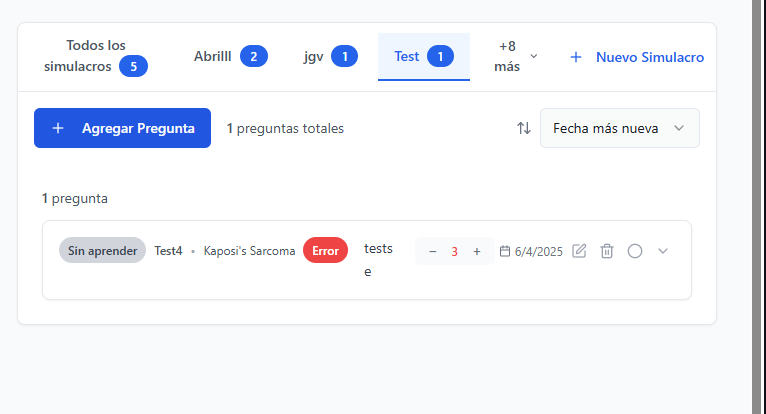 Todos los
simulacros 5
Abrilll 2
jgv 1
Test 1
+8
más
+ Nuevo Simulacro
+ Agregar Pregunta
1 preguntas totales
Fecha más nueva
1 pregunta
Sin aprender Test4 • Kaposi's Sarcoma Error tests − 3 + 6/4/2025
e